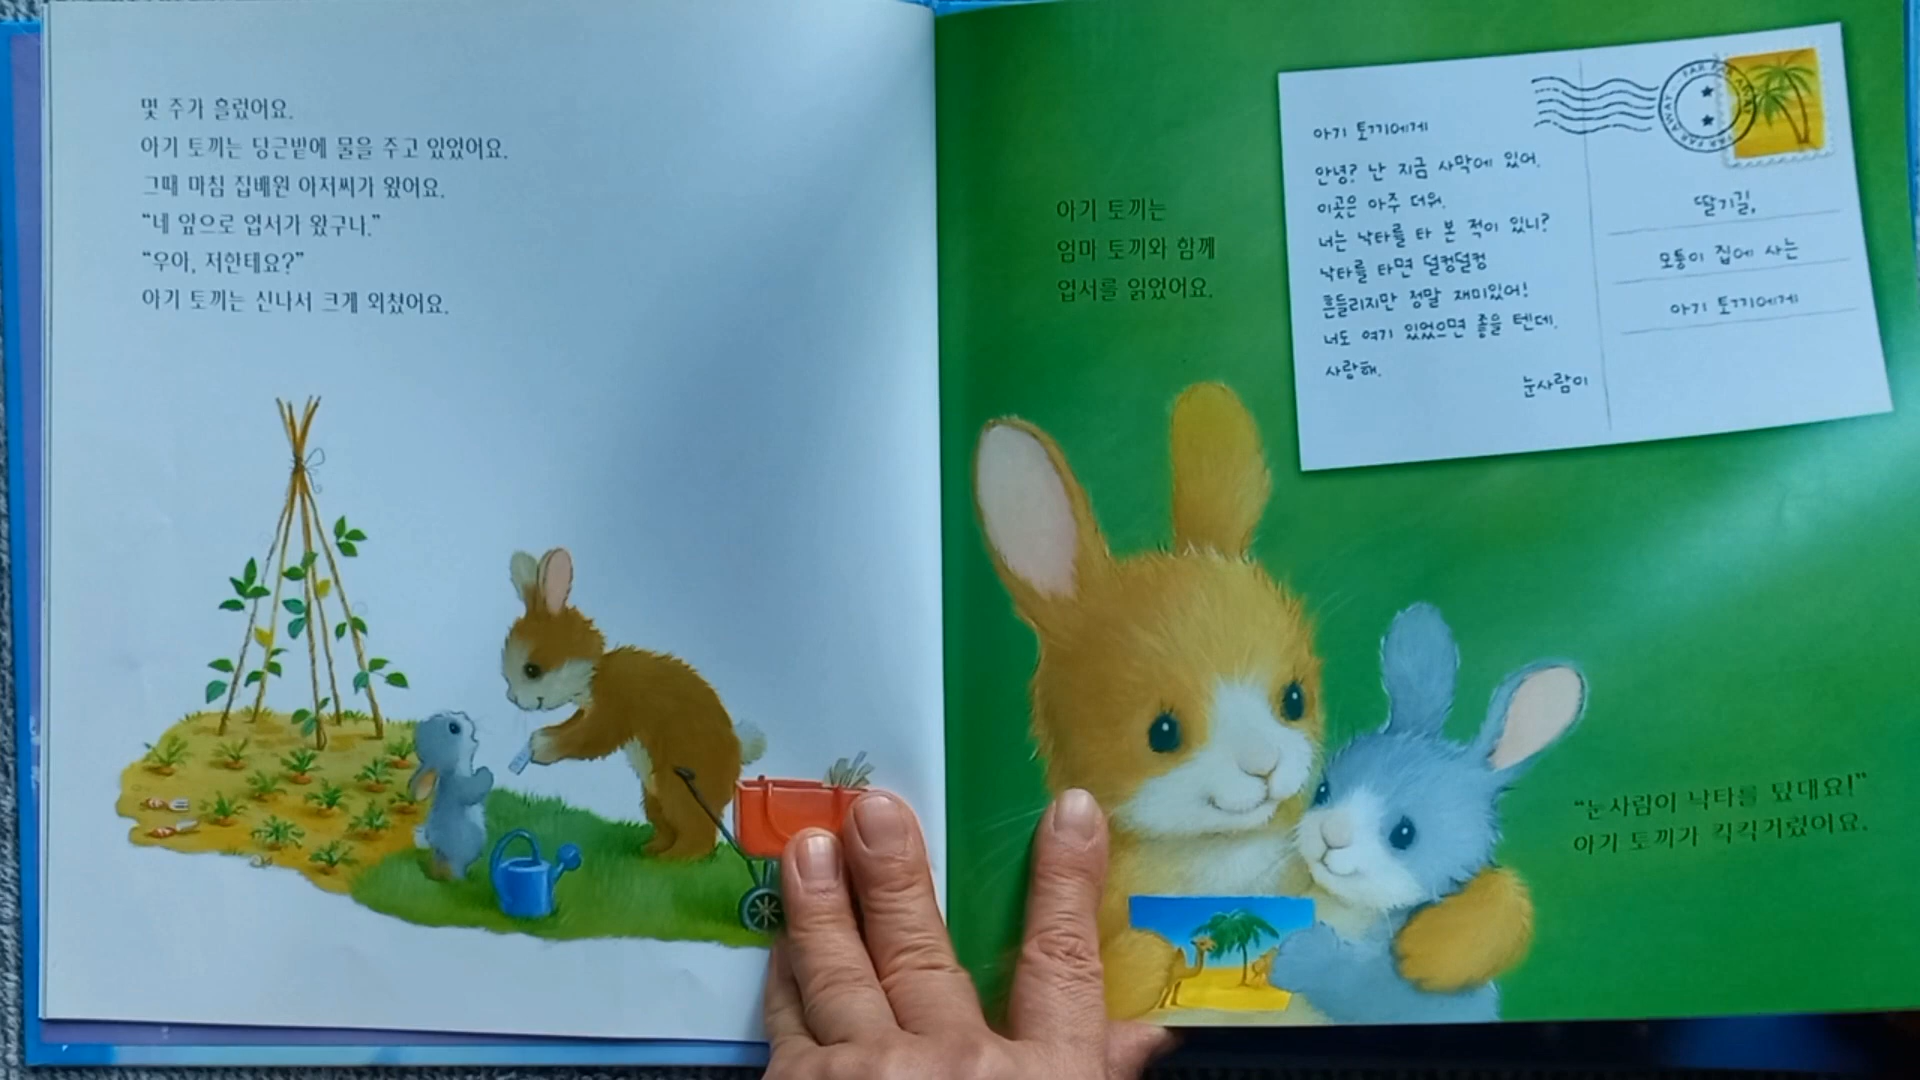 몇 주가 흘렀어요.
아기 토끼는 당근밭에 물을 주고 있었어요.
그때 마침 집배원 아저씨가 왔어요.
“네 앞으로 엽서가 왔구나.”
“우아, 저한테요?”
아기 토끼는 신나서 크게 외쳤어요.
아기 토끼는
엄마 토끼와 함께
엽서를 읽었어요.
아기 토끼에게
안녕? 난 지금 사막에 있어.
이곳은 아주 더워.
너는 낙타를 타 본 적이 있니?
낙타를 타면 덜컹덜컹
흔들리지만 정말 재미있어!
너도 여기 있었으면 좋을 텐데.
사랑해.
눈사람이
FAR FAR AWAY FAR FAR AWAY
딸기길,
모퉁이 집에 사는
아기 토끼에게
“눈사람이 낙타를 탔대요!”
아기 토끼가 킥킥거렸어요.